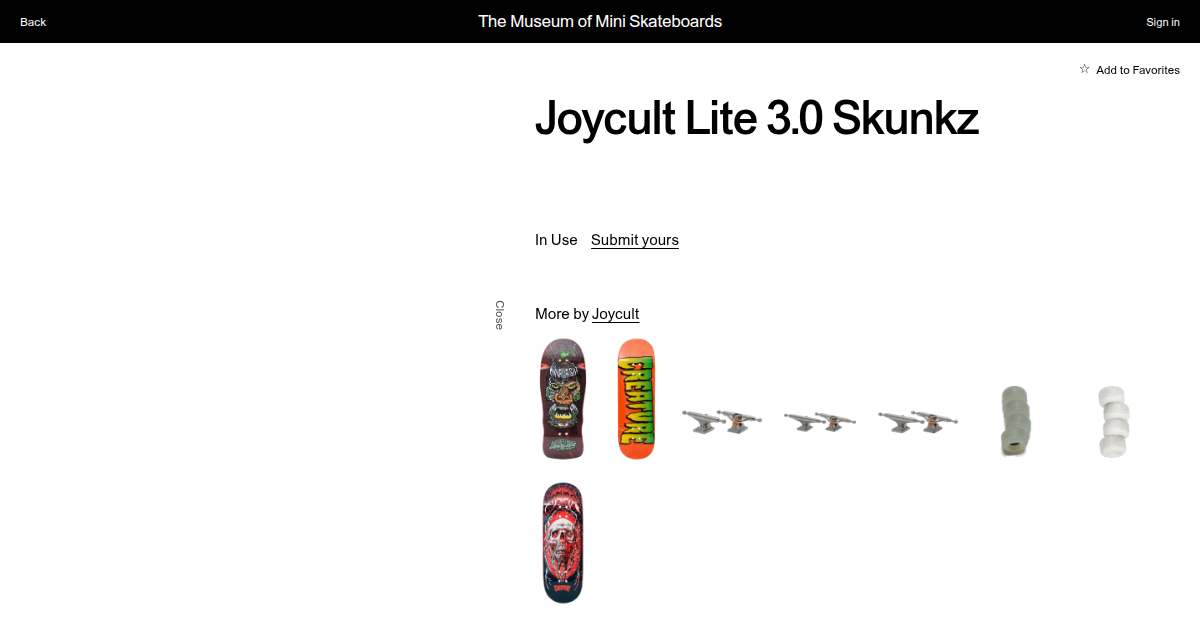 Back
The Museum of Mini Skateboards
Sign in
☆ Add to Favorites
Joycult Lite 3.0 Skunkz
In Use Submit yours
Close
More by Joycult
CREATURE